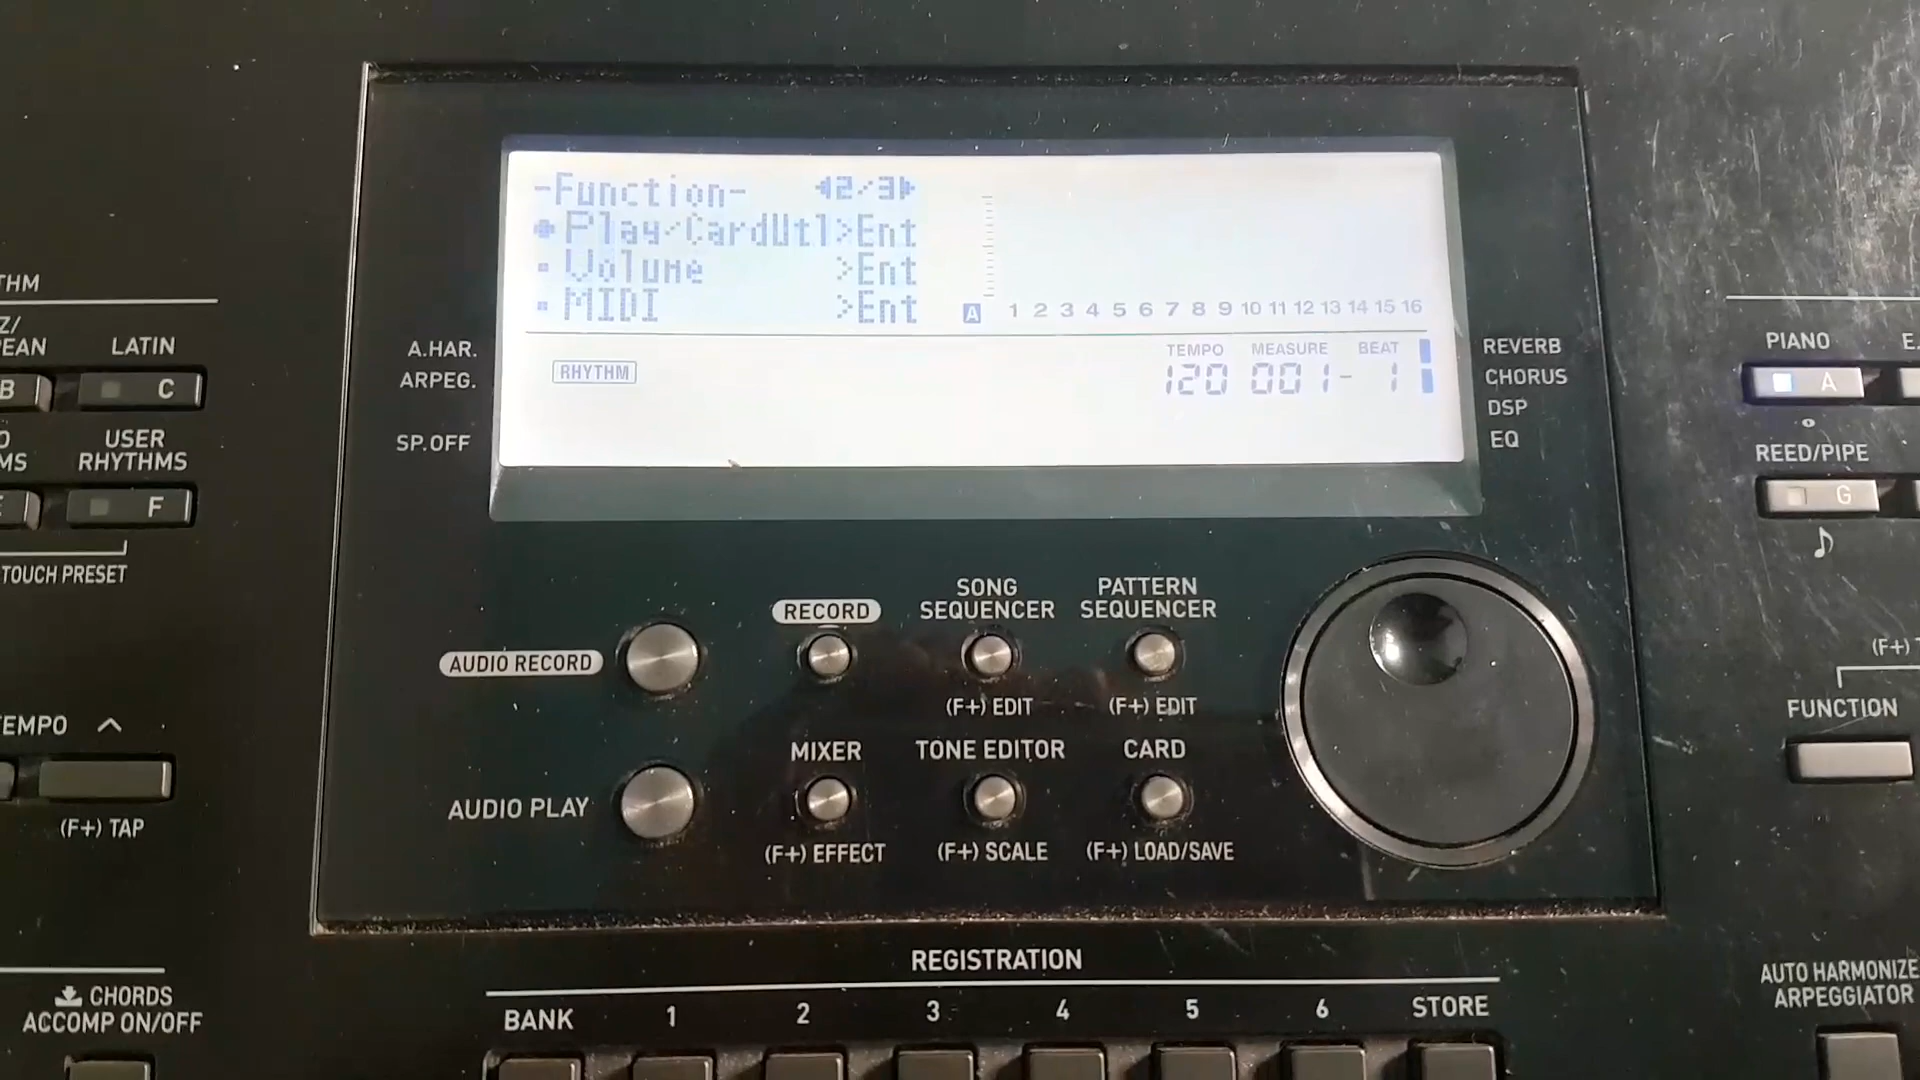 -Function- ◀2/3▶
Play/CardUtl>Ent
Volume >Ent
MIDI >Ent
A 1 2 3 4 5 6 7 8 9 10 11 12 13 14 15 16
TEMPO MEASURE BEAT
RHYTHM 120 001- 1
A.HAR.
ARPEG.
SP.OFF
REVERB
CHORUS
DSP
EQ
LATIN
B
C
USER
RHYTHMS
F
TOUCH PRESET
TEMPO
(F+) TAP
CHORDS
ACCOMP ON/OFF
AUDIO RECORD
RECORD
SONG
SEQUENCER
PATTERN
SEQUENCER
(F+) EDIT
(F+) EDIT
AUDIO PLAY
MIXER
TONE EDITOR
CARD
(F+) EFFECT
(F+) SCALE
(F+) LOAD/SAVE
REGISTRATION
BANK 1 2 3 4 5 6 STORE
PIANO
A
REED/PIPE
G
(F+)
FUNCTION
AUTO HARMONIZE
ARPEGGIATOR